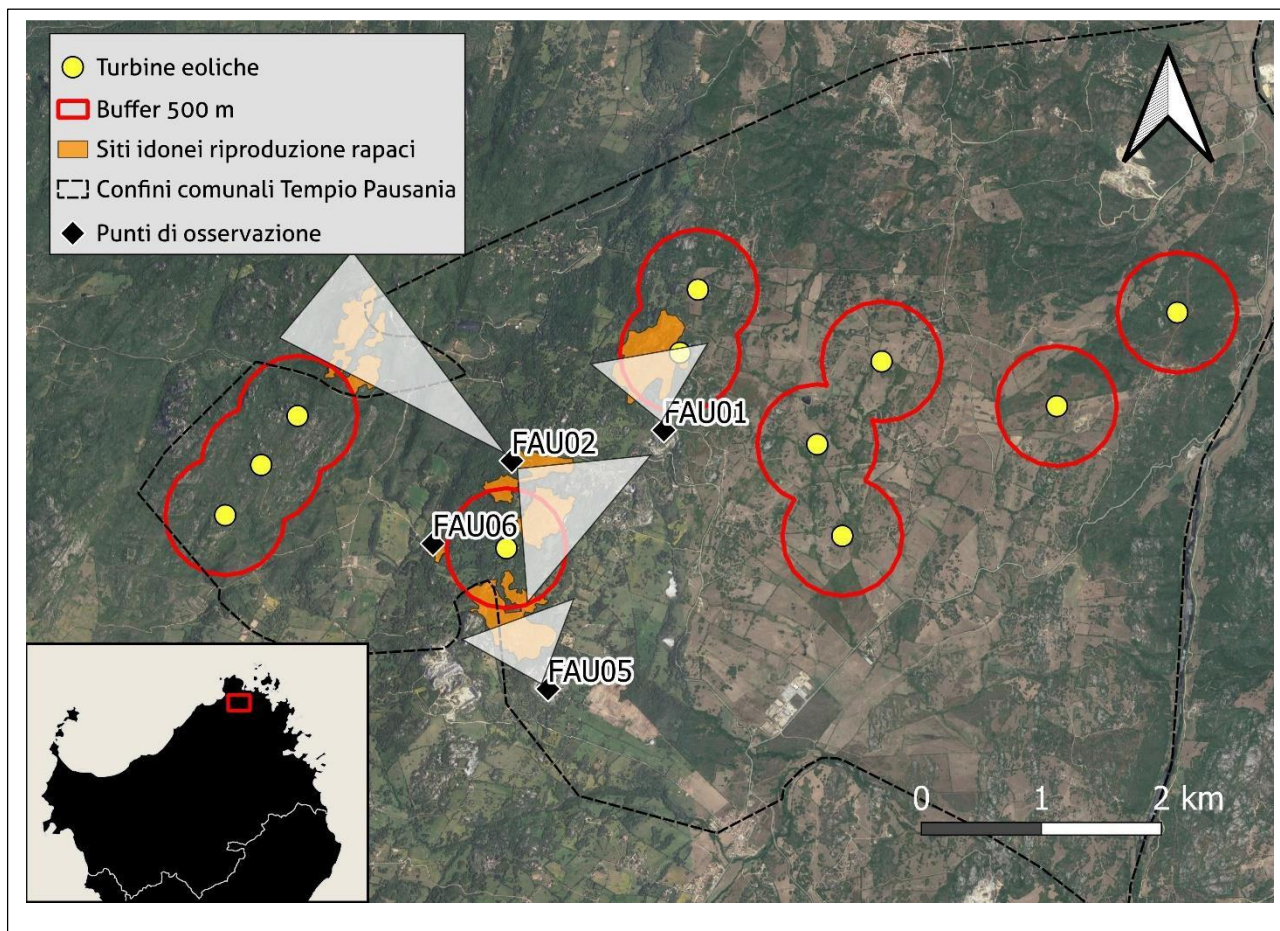 Turbine eoliche
Buffer 500 m
Siti idonei riproduzione rapaci
Confini comunali Tempio Pausania
Punti di osservazione
FAU01
FAU02
FAU06
FAU05
0 1 2 km